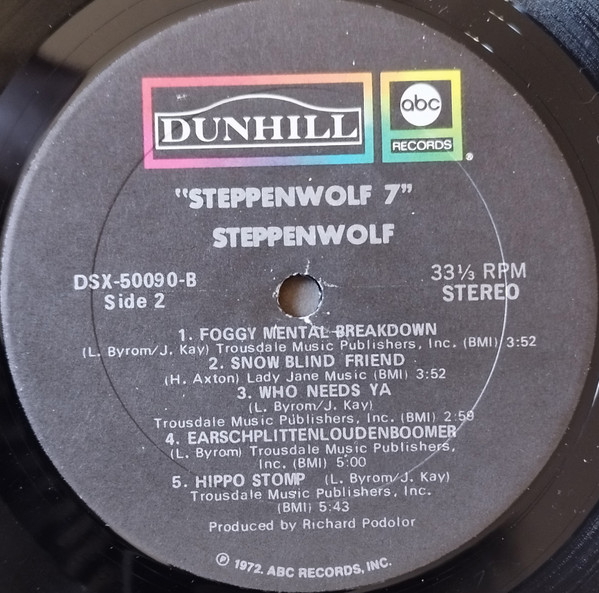 DUNHILL
abc
RECORDS
®
"STEPPENWOLF 7"
STEPPENWOLF
DSX-50090-B
Side 2
33⅓ RPM
STEREO
1. FOGGY MENTAL BREAKDOWN
(L. Byrom/J. Kay) Trousdale Music Publishers, Inc. (BMI) 3:52
2. SNOW BLIND FRIEND
(H. Axton) Lady Jane Music (BMI) 3:52
3. WHO NEEDS YA
(L. Byrom/J. Kay)
Trousdale Music Publishers, Inc. (BMI) 2:59
4. EARSCHPLITTENLOUDENBOOMER
(L. Byrom) Trousdale Music Publishers,
Inc. (BMI) 5:00
5. HIPPO STOMP (L. Byrom/J. Kay)
Trousdale Music Publishers, Inc.
(BMI) 5:43
Produced by Richard Podolor
℗ 1972. ABC RECORDS, INC.